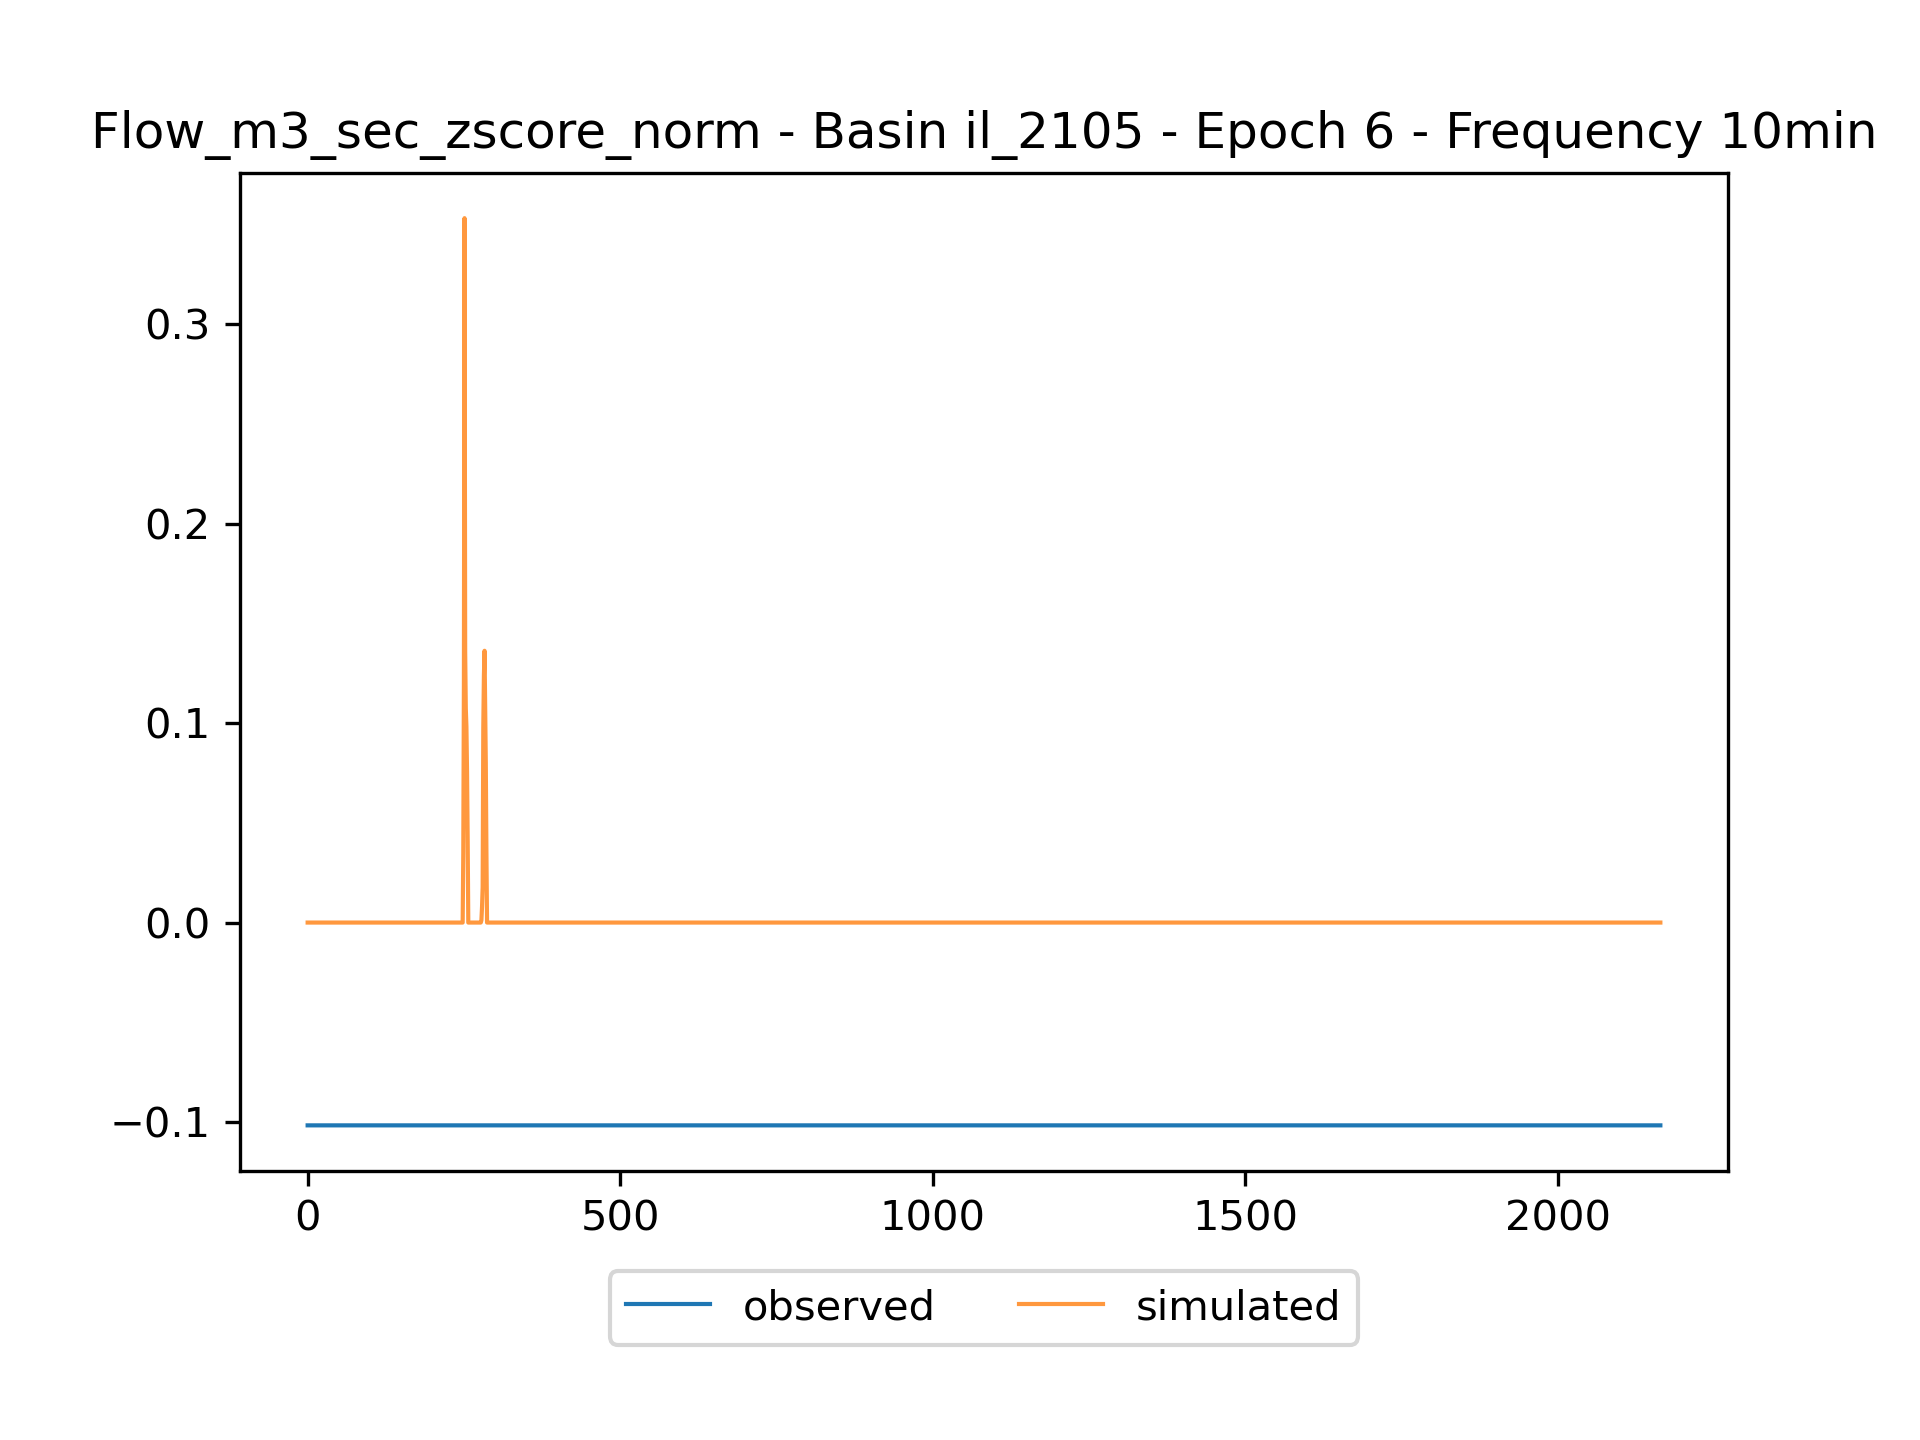 Flow_m3_sec_zscore_norm - Basin il_2105 - Epoch 6 - Frequency 10min
0.3
0.2
0.1
0.0
−0.1
0 500 1000 1500 2000
observed simulated